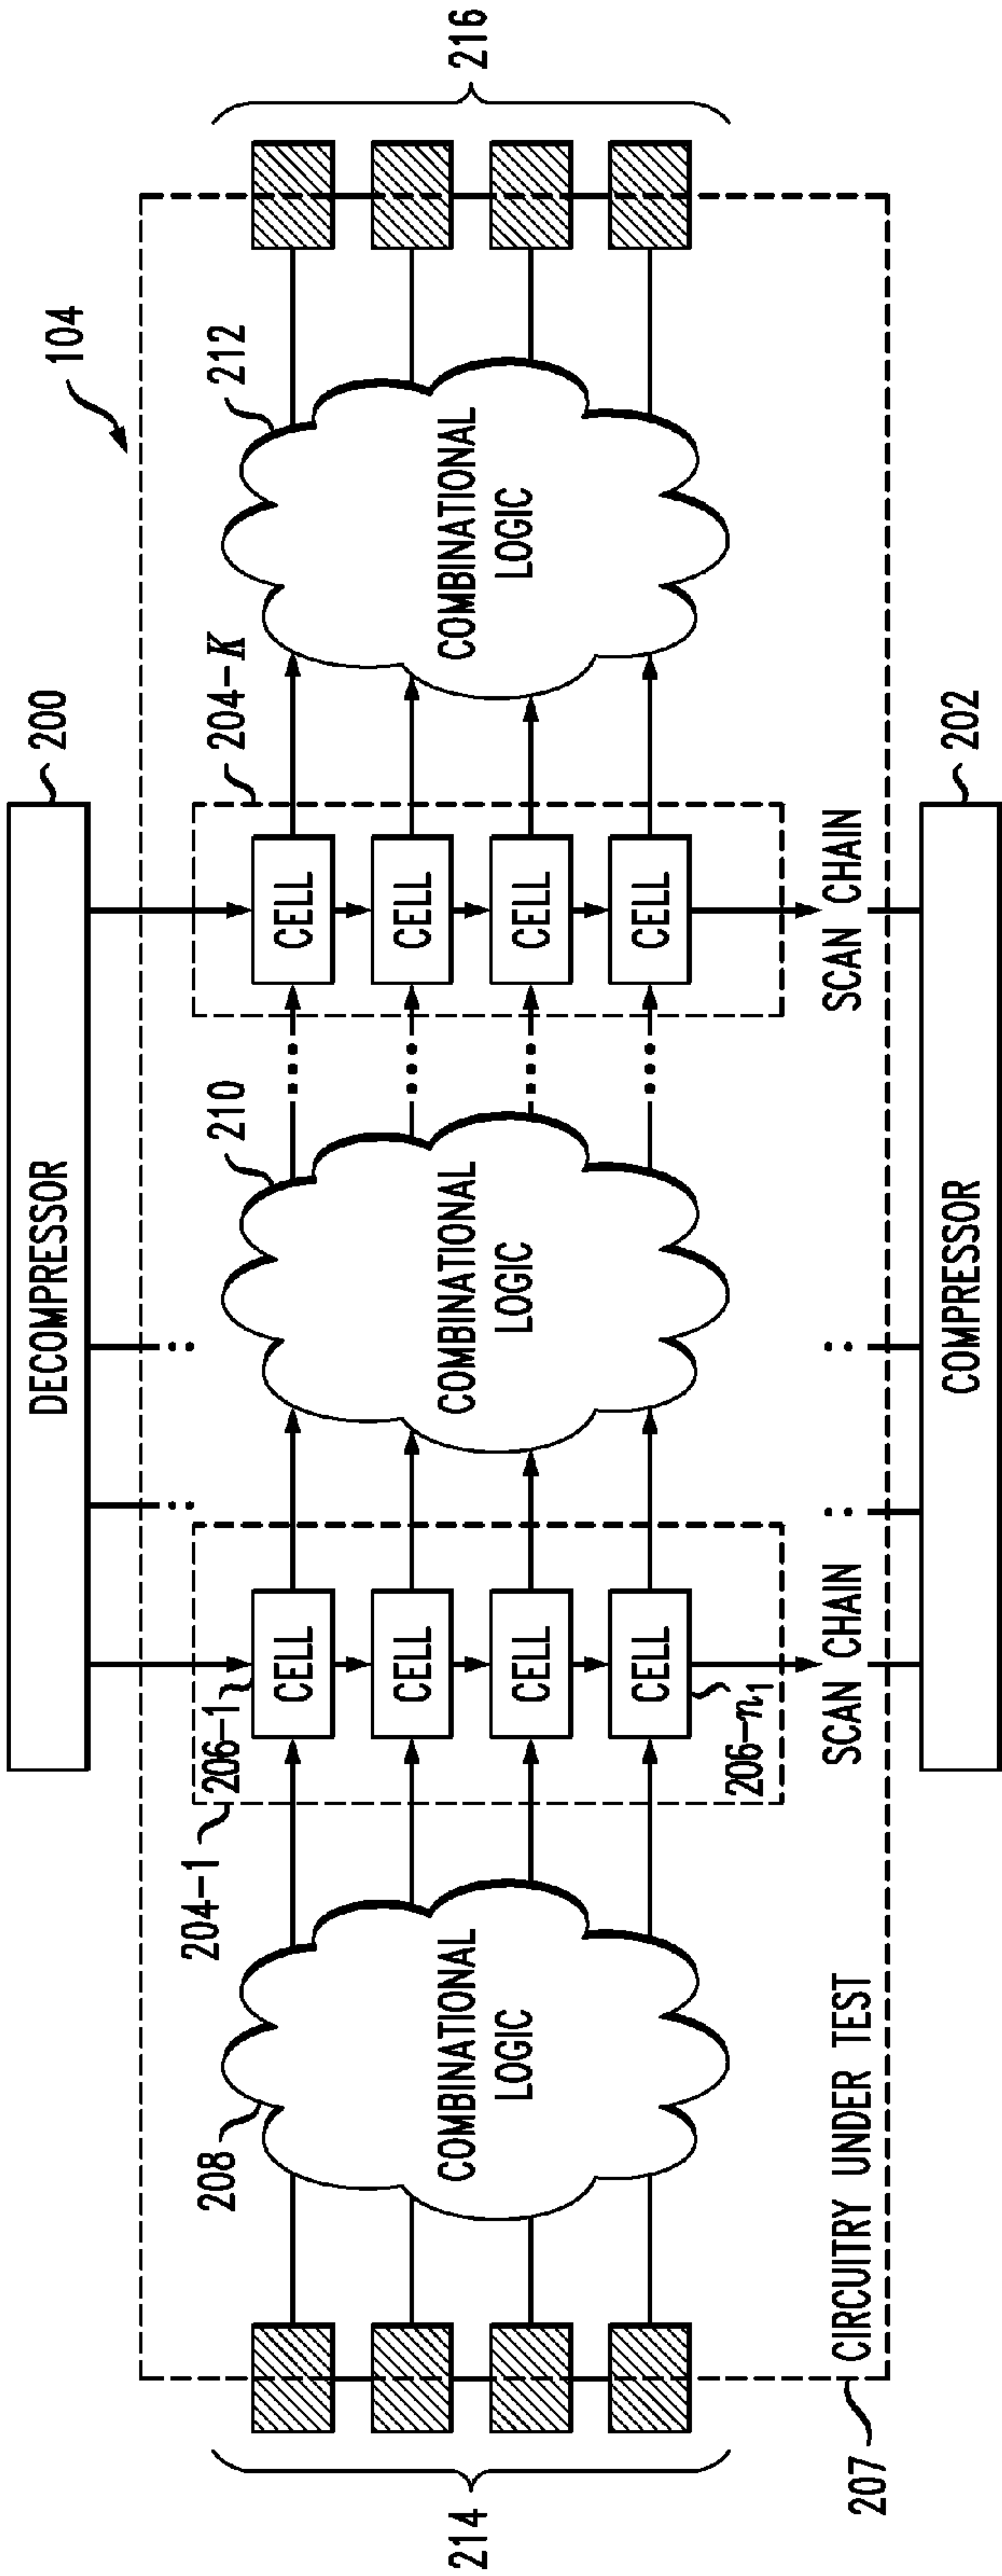 104
200
DECOMPRESSOR
204-1
206-1
210
204-K
212
208
CELL
CELL
CELL
CELL
CELL
CELL
CELL
CELL
216
214
COMBINATIONAL
LOGIC
COMBINATIONAL
LOGIC
COMBINATIONAL
LOGIC
206-n1
SCAN CHAIN
SCAN CHAIN
207
CIRCUITRY UNDER TEST
COMPRESSOR
202